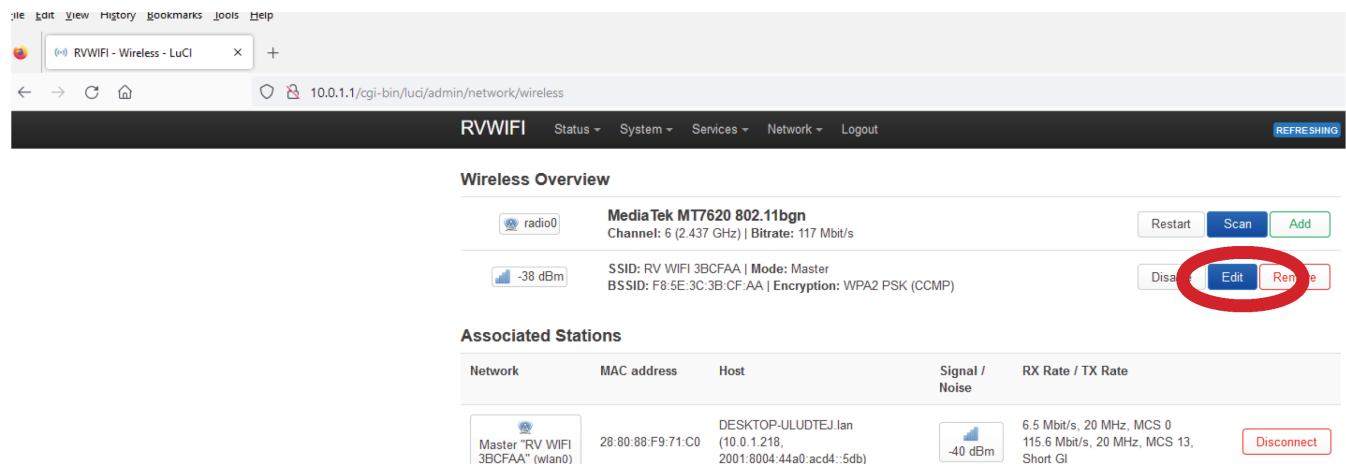 File Edit View History Bookmarks Tools Help
RVWIFI - Wireless - LuCI × +
10.0.1.1/cgi-bin/luci/admin/network/wireless
RVWIFI Status System Services Network Logout REFRESHING
Wireless Overview
radio0 MediaTek MT7620 802.11bgn Restart Scan Add
Channel: 6 (2.437 GHz) | Bitrate: 117 Mbit/s
-38 dBm SSID: RV WIFI 3BCFAA | Mode: Master Disable Edit Remove
BSSID: F8:5E:3C:3B:CF:AA | Encryption: WPA2 PSK (CCMP)
Associated Stations
Network MAC address Host Signal / RX Rate / TX Rate
Noise
DESKTOP-ULUDTEJ.lan 6.5 Mbit/s, 20 MHz, MCS 0
Master "RV WIFI 28:80:88:F9:71:C0 (10.0.1.218, 115.6 Mbit/s, 20 MHz, MCS 13, Disconnect
3BCFAA" (wlan0) 2001:8004:44a0:acd4::5db) -40 dBm Short GI